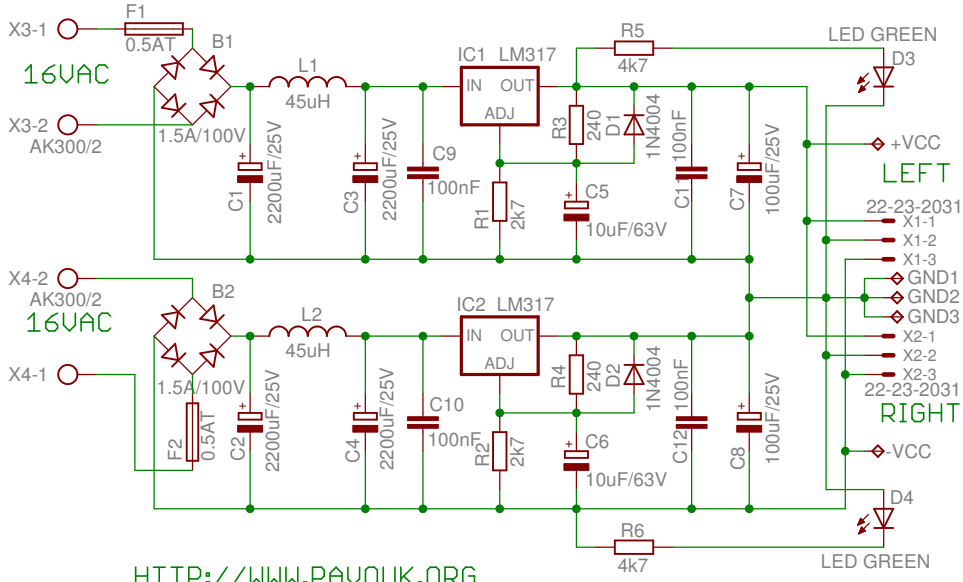 X3-1
F1
0.5AT
B1
16VAC
X3-2
AK300/2
1.5A/100V
L1
45uH
C1
2200uF/25V
C3
2200uF/25V
C9
100nF
IC1 LM317
IN OUT
ADJ
R1
2k7
R3
240
D1
1N4004
C5
10uF/63V
C11
100nF
C7
100uF/25V
R5
4k7
LED GREEN
D3
+VCC
LEFT
22-23-2031
X1-1
X1-2
X1-3
GND1
GND2
GND3
X2-1
X2-2
X2-3
22-23-2031
RIGHT
-VCC
X4-2
AK300/2
16VAC
X4-1
B2
1.5A/100V
F2
0.5AT
L2
45uH
C2
2200uF/25V
C4
2200uF/25V
C10
100nF
IC2 LM317
IN OUT
ADJ
R2
2k7
R4
240
D2
1N4004
C6
10uF/63V
C12
100nF
C8
100uF/25V
R6
4k7
D4
LED GREEN
HTTP://WWW.PAVOUK.ORG